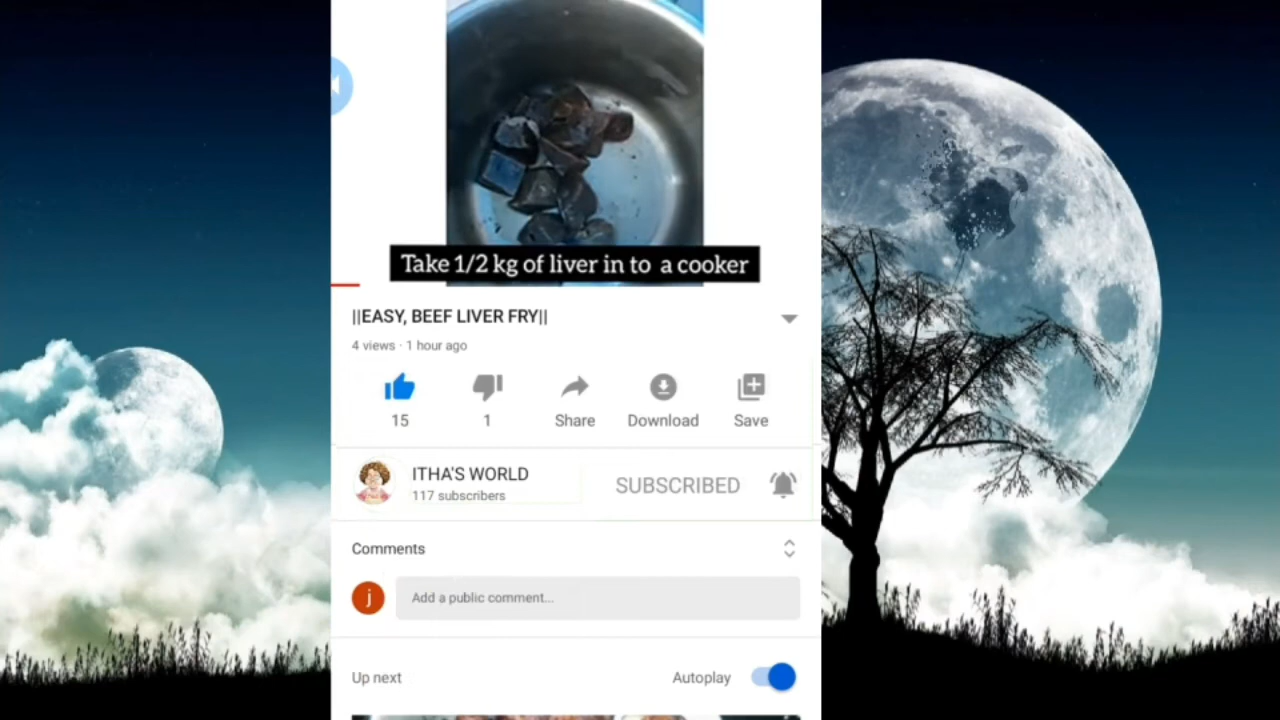 Take 1/2 kg of liver in to a cooker
||EASY, BEEF LIVER FRY||
4 views · 1 hour ago
15
1
Share
Download
Save
ITHA'S WORLD
117 subscribers
SUBSCRIBED
Comments
j
Add a public comment...
Up next
Autoplay